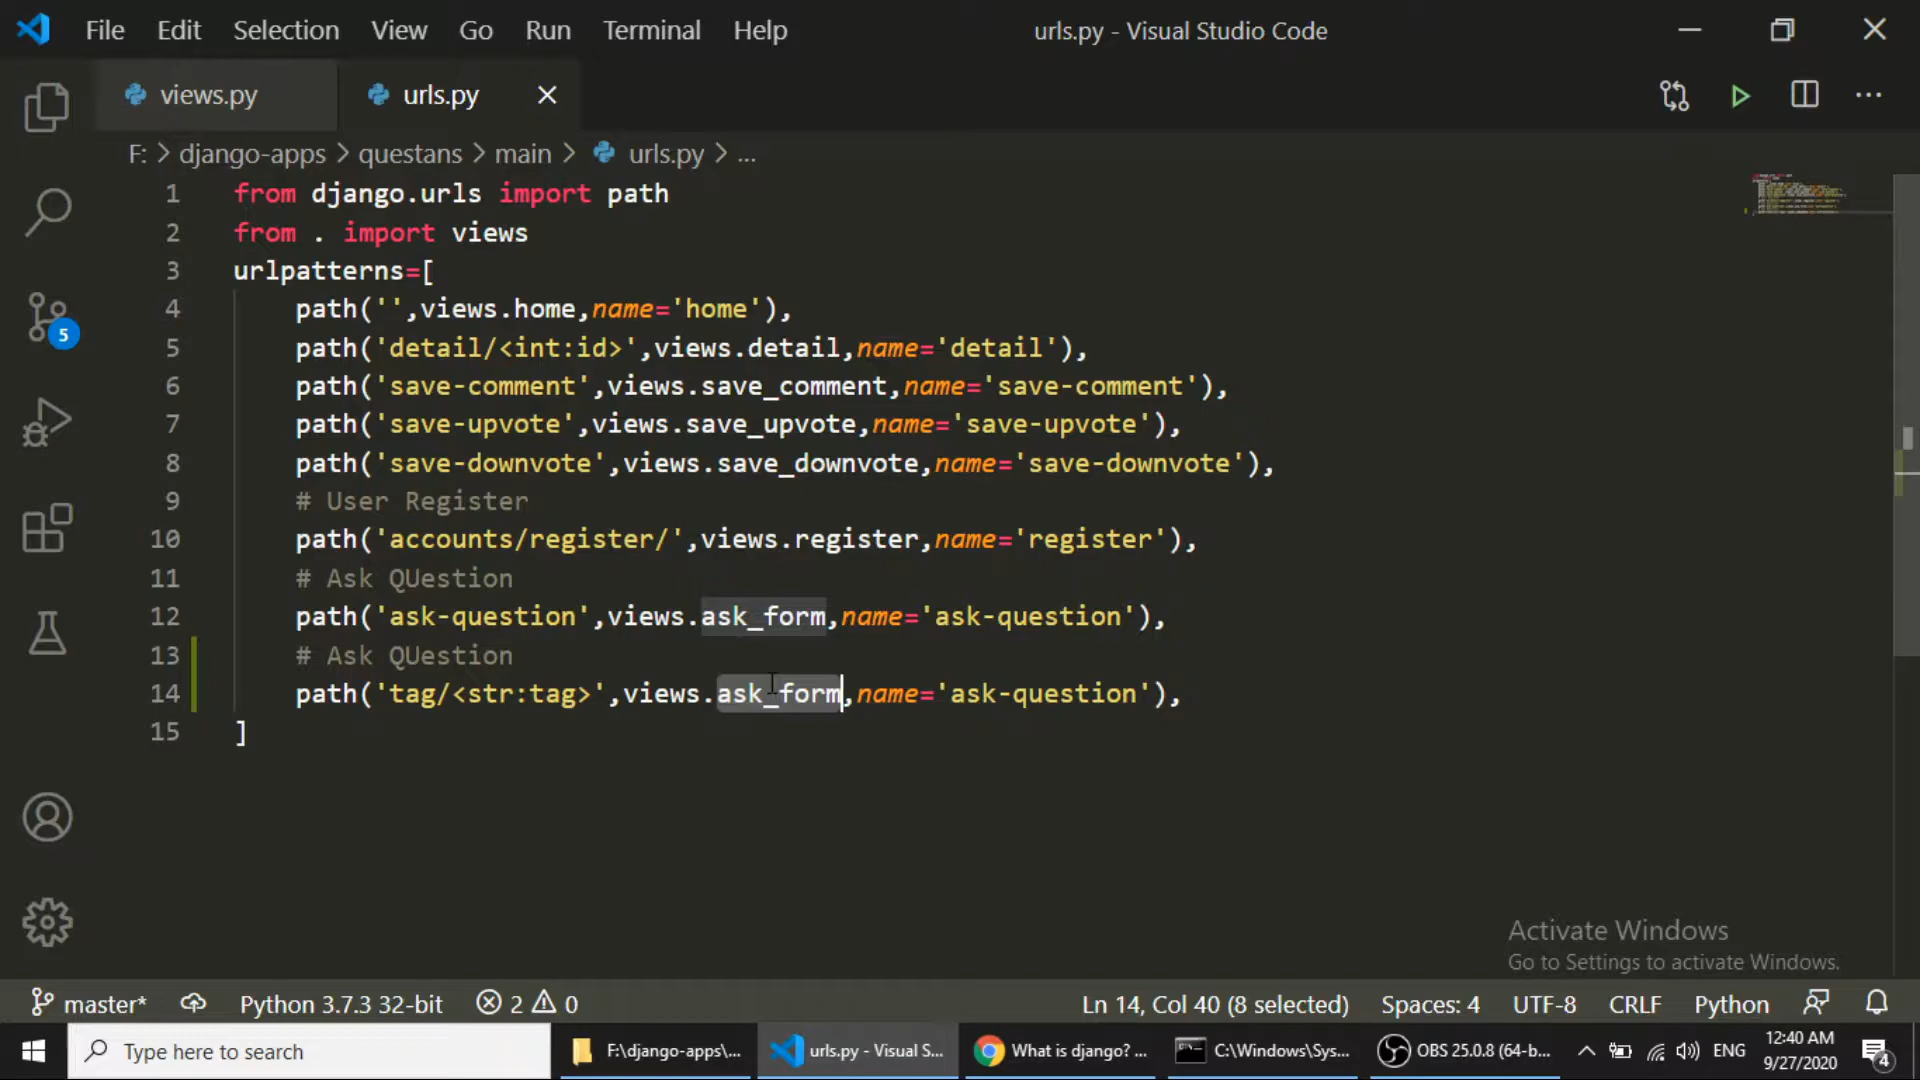 File Edit Selection View Go Run Terminal Help urls.py - Visual Studio Code
views.py urls.py
F: > django-apps > questans > main > urls.py > ...
1 from django.urls import path
2 from . import views
3 urlpatterns=[
4 path('',views.home,name='home'),
5 path('detail/<int:id>',views.detail,name='detail'),
6 path('save-comment',views.save_comment,name='save-comment'),
7 path('save-upvote',views.save_upvote,name='save-upvote'),
8 path('save-downvote',views.save_downvote,name='save-downvote'),
9 # User Register
10 path('accounts/register/',views.register,name='register'),
11 # Ask QUestion
12 path('ask-question',views.ask_form,name='ask-question'),
13 # Ask QUestion
14 path('tag/<str:tag>',views.ask_form,name='ask-question'),
15 ]
5
Activate Windows
Go to Settings to activate Windows.
master* Python 3.7.3 32-bit 2 0 Ln 14, Col 40 (8 selected) Spaces: 4 UTF-8 CRLF Python
Type here to search F:\django-apps\... urls.py - Visual S... What is django? ... C:\Windows\Sys... OBS 25.0.8 (64-b... ENG 12:40 AM
9/27/2020
4